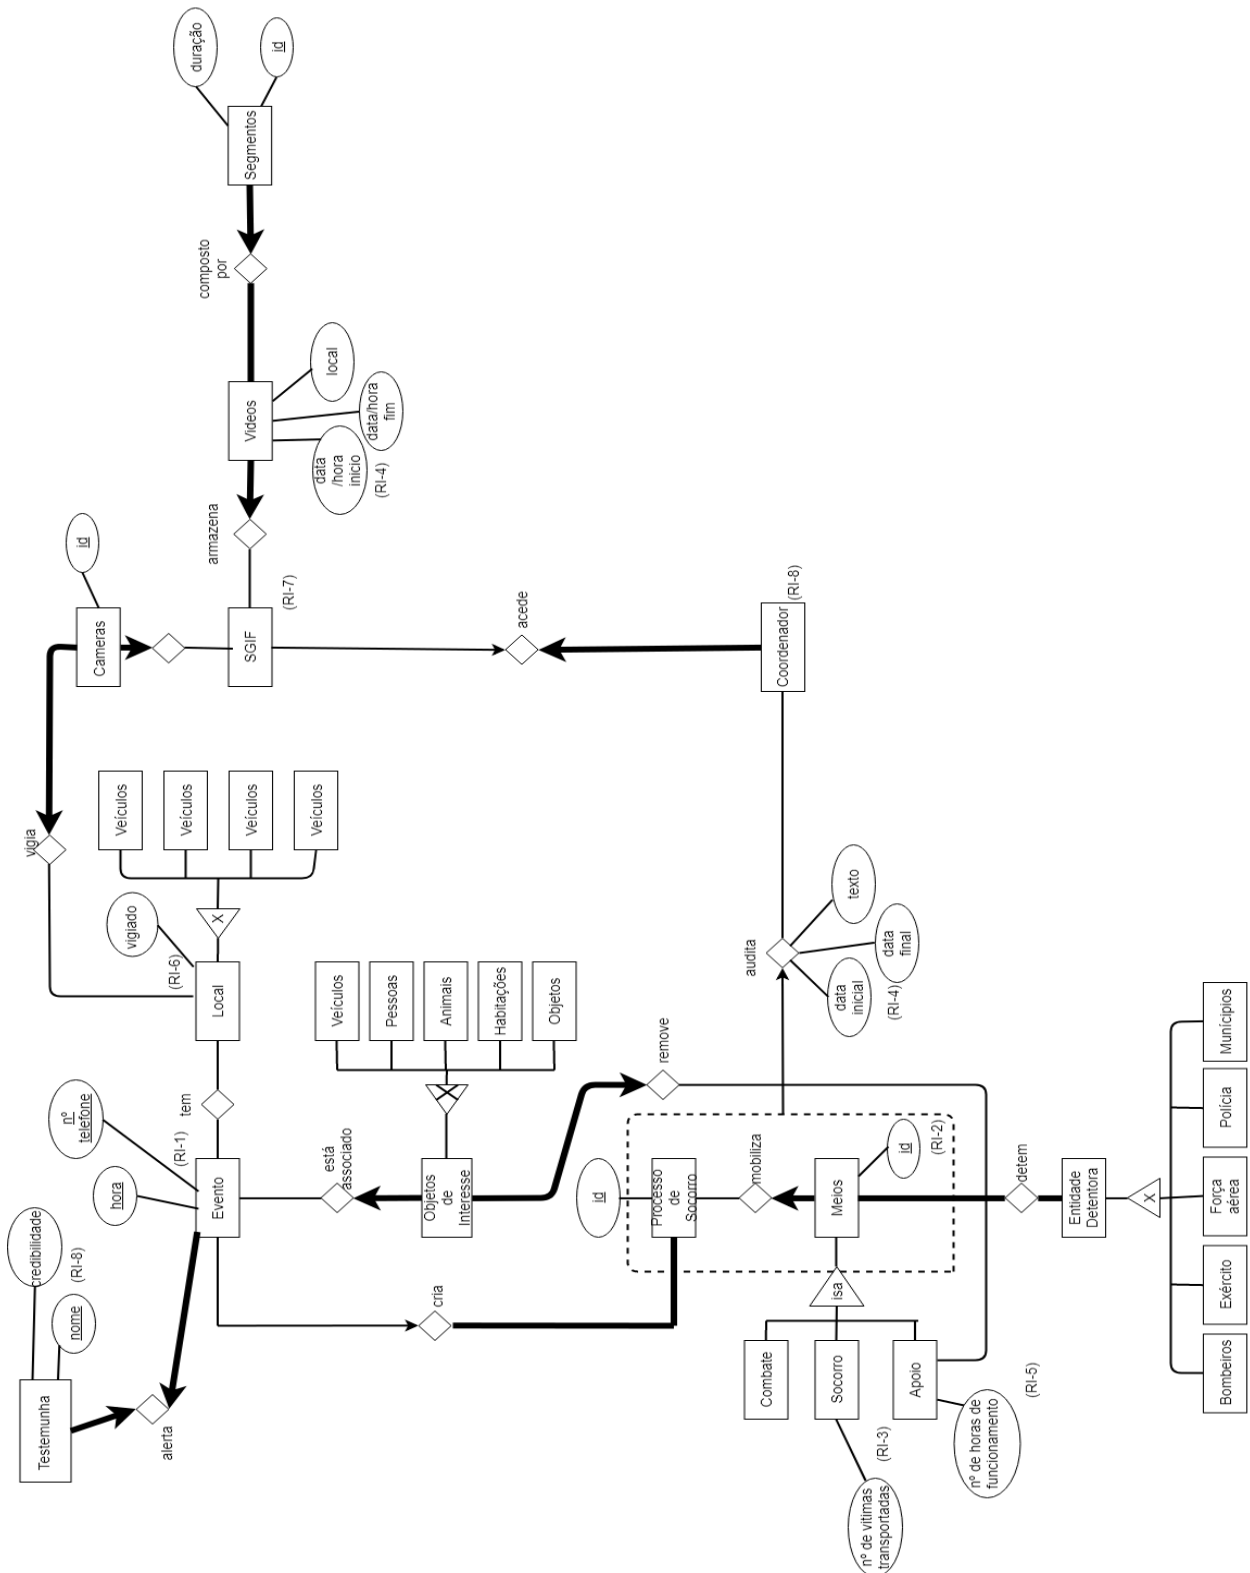 Testemunha
credibilidade
(RI-8)
nome
alerta
hora
nº
telefone
(RI-1)
Evento
tem
Local
(RI-6)
vigiado
vigia
Veículos
Veículos
Veículos
Veículos
X
Cameras
id
SGIF
(RI-7)
armazena
Videos
data
/hora
inicio
(RI-4)
data/hora
fim
local
composto
por
Segmentos
duração
id
está
associado
Objetos
de
Interesse
X
Veículos
Pessoas
Animais
Habitações
Objetos
cria
acede
remove
id
Processo
de
Socorro
mobiliza
Meios
id
(RI-2)
isa
Combate
Socorro
Apoio
(RI-3)
nº de vitimas
transportadas
nº de horas de
funcionamento
(RI-5)
audita
data
inicial
data
final
(RI-4)
texto
Coordenador
(RI-8)
detem
Entidade
Detentora
X
Bombeiros
Exército
Força
aérea
Polícia
Munícipios